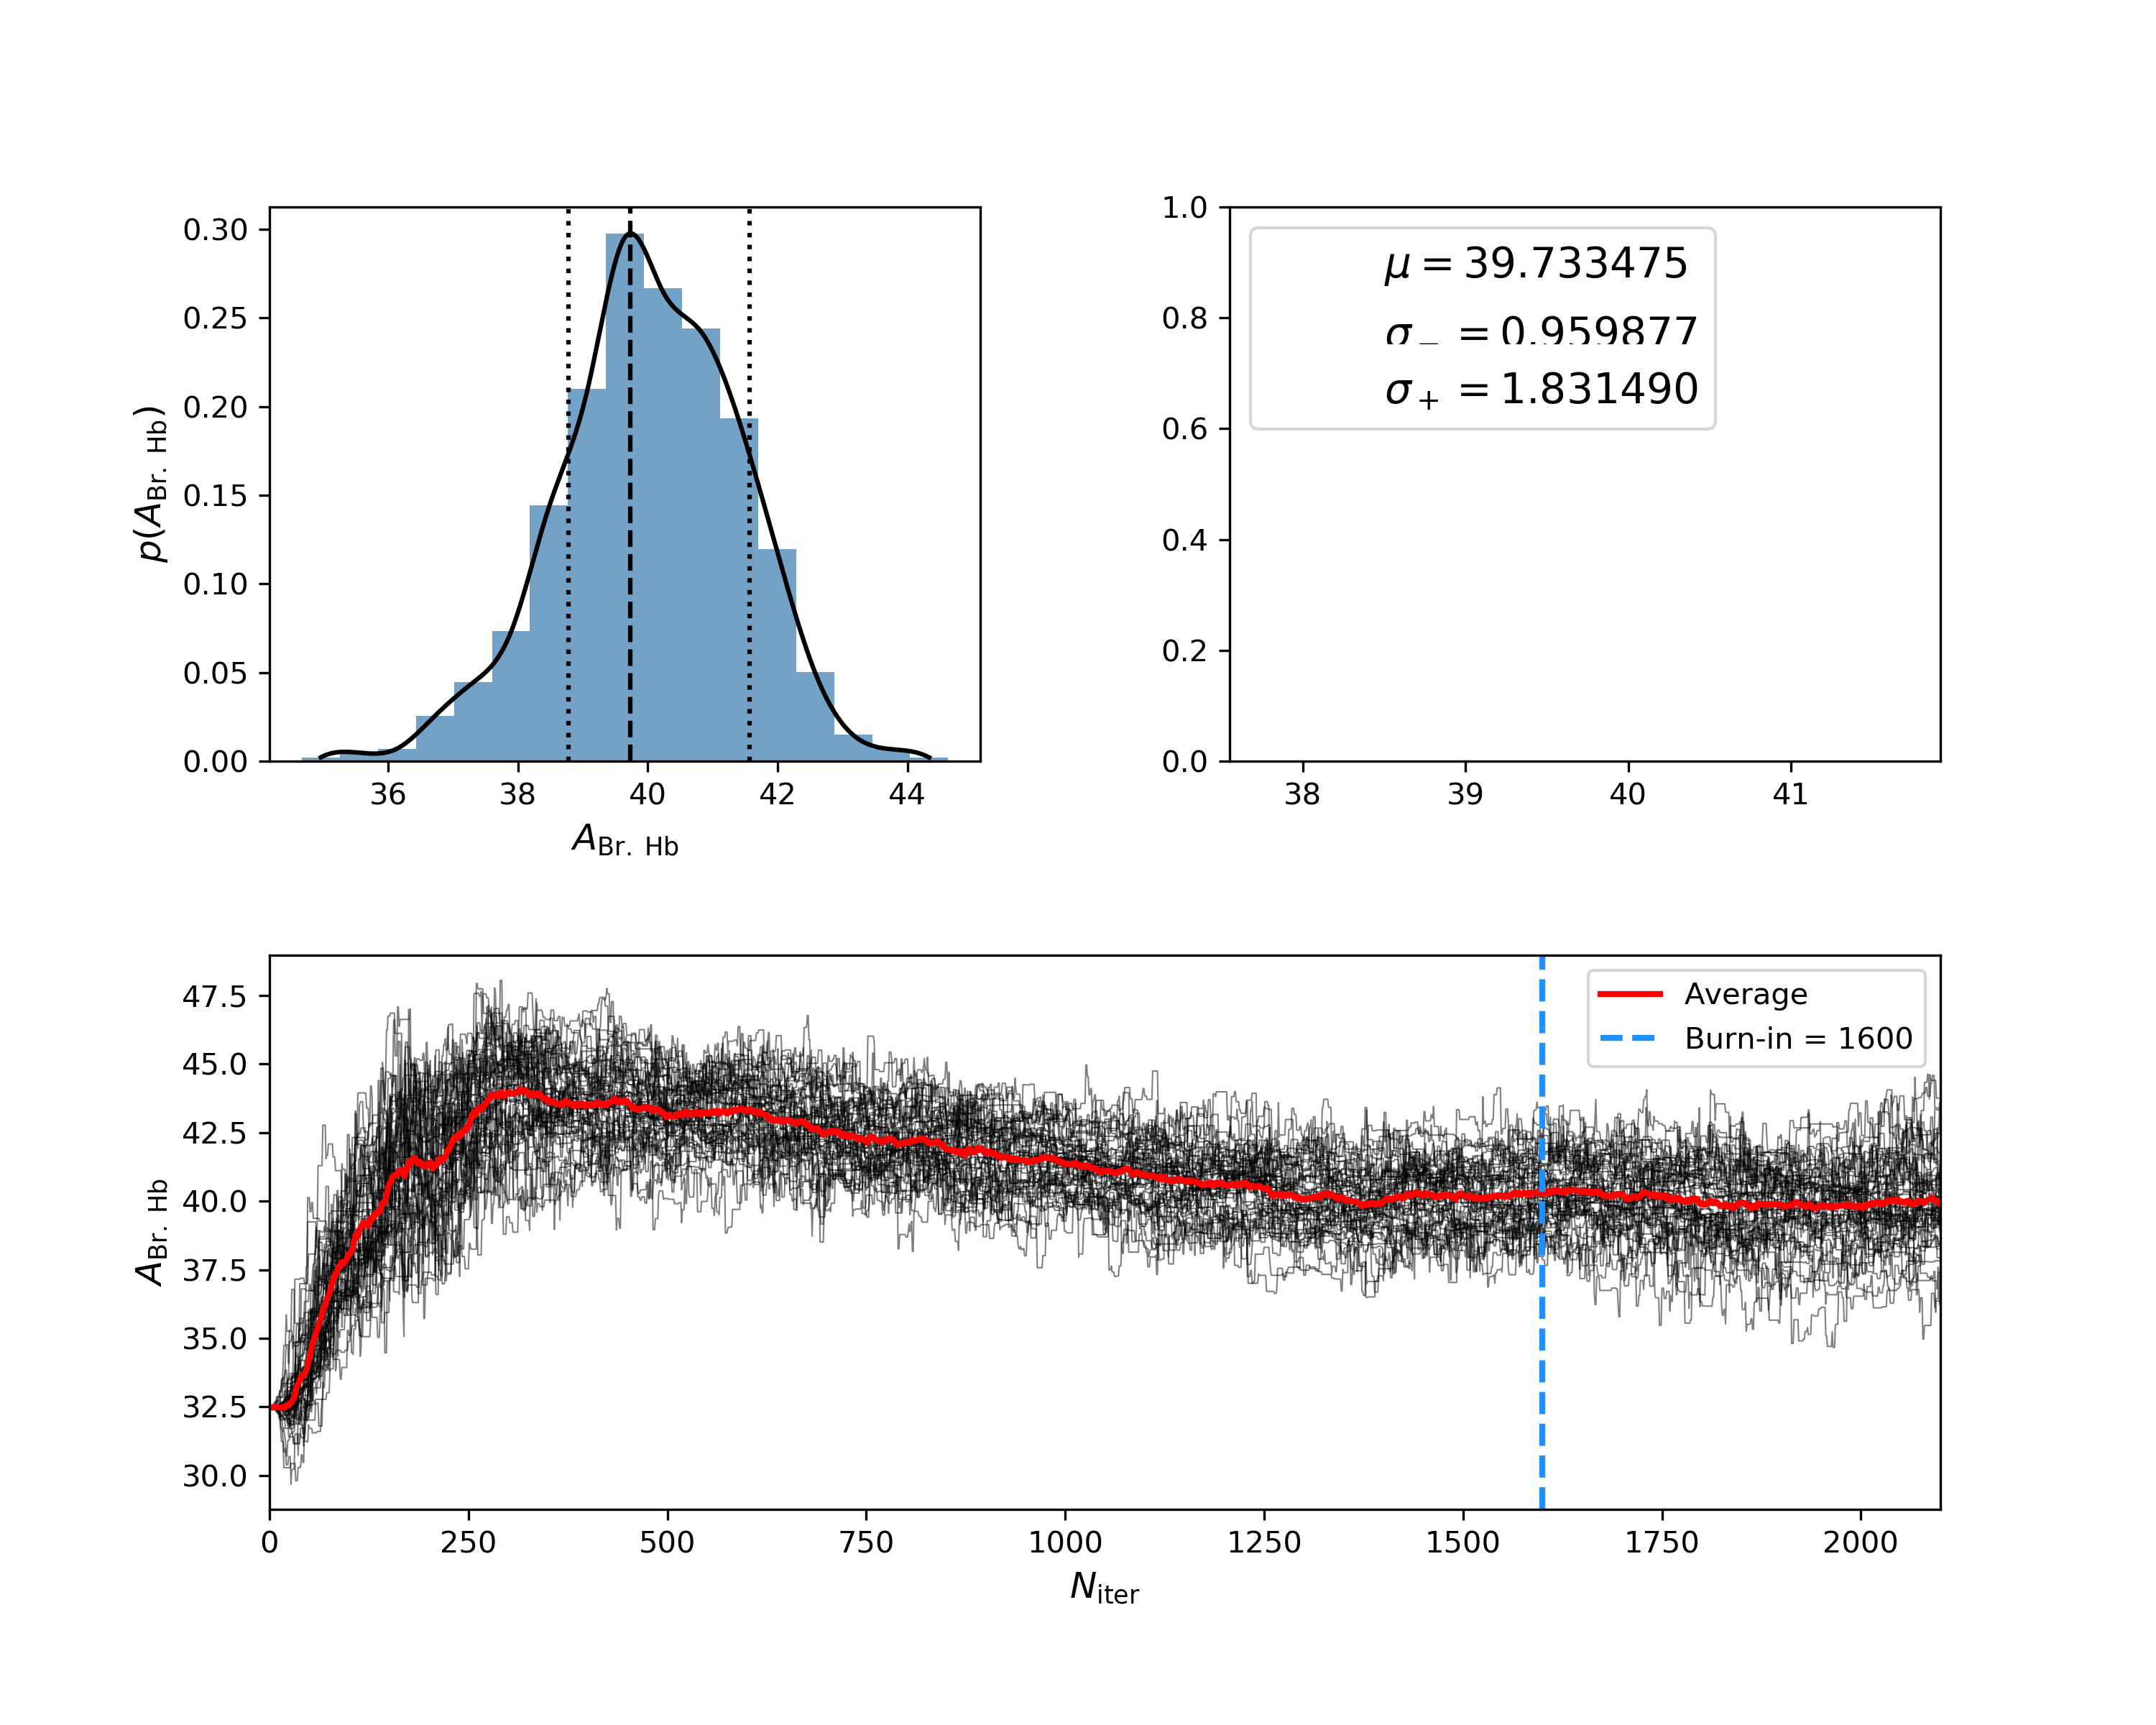 0.30
0.25
0.20
0.15
0.10
0.05
0.00
p(A_Br. Hb)
36 38 40 42 44
A_Br. Hb
1.0
0.8
0.6
0.4
0.2
0.0
μ = 39.733475
σ_− = 0.959877
σ_+ = 1.831490
38 39 40 41
47.5
45.0
42.5
40.0
37.5
35.0
32.5
30.0
A_Br. Hb
Average
Burn-in = 1600
0 250 500 750 1000 1250 1500 1750 2000
N_iter